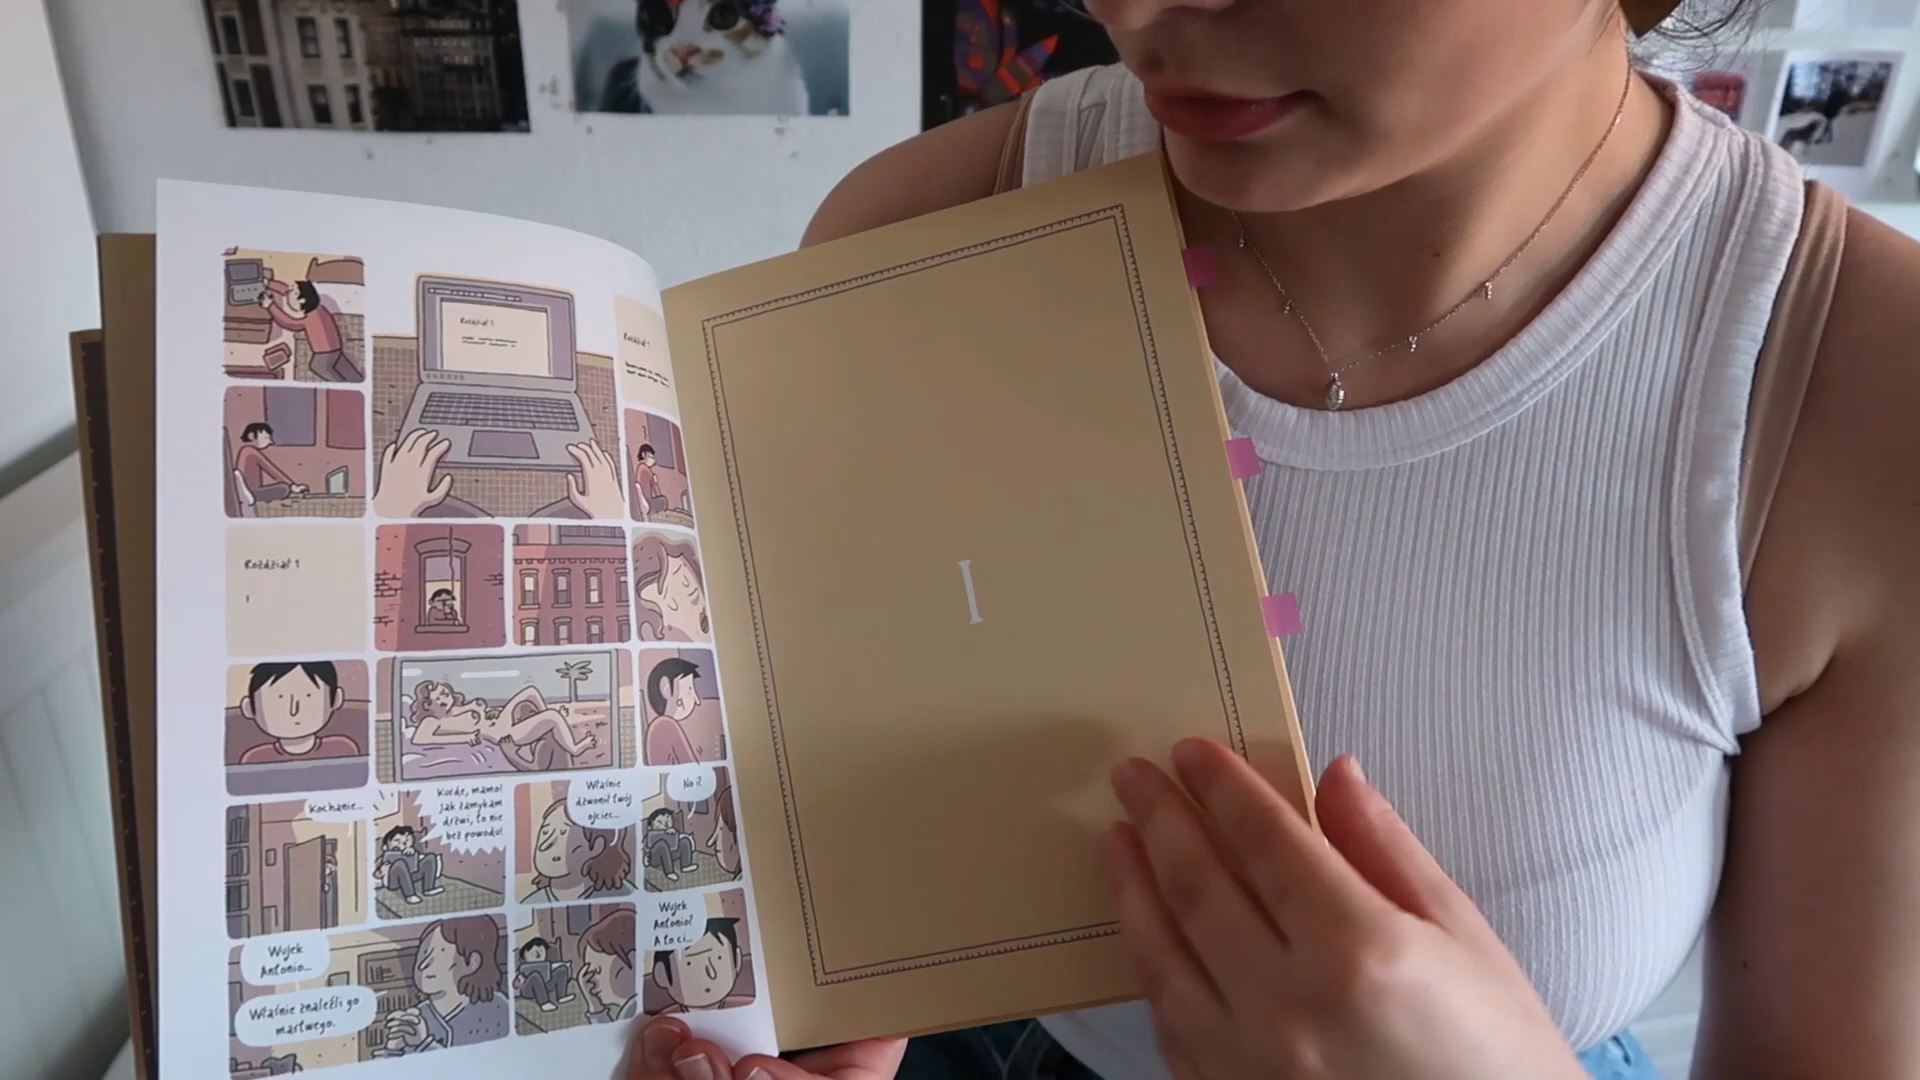 Rozdział 1
Rozdział 1
Rozdział 1
I
Kochanie...
Kurde, mamo!
Jak zamykam
drzwi, to nie
bez powodu!
Właśnie
dzwonił twój
ojciec...
No i?
Wujek
Antonio...
Właśnie znaleźli go
martwego.
Wujek
Antonio?
A to ci...
I